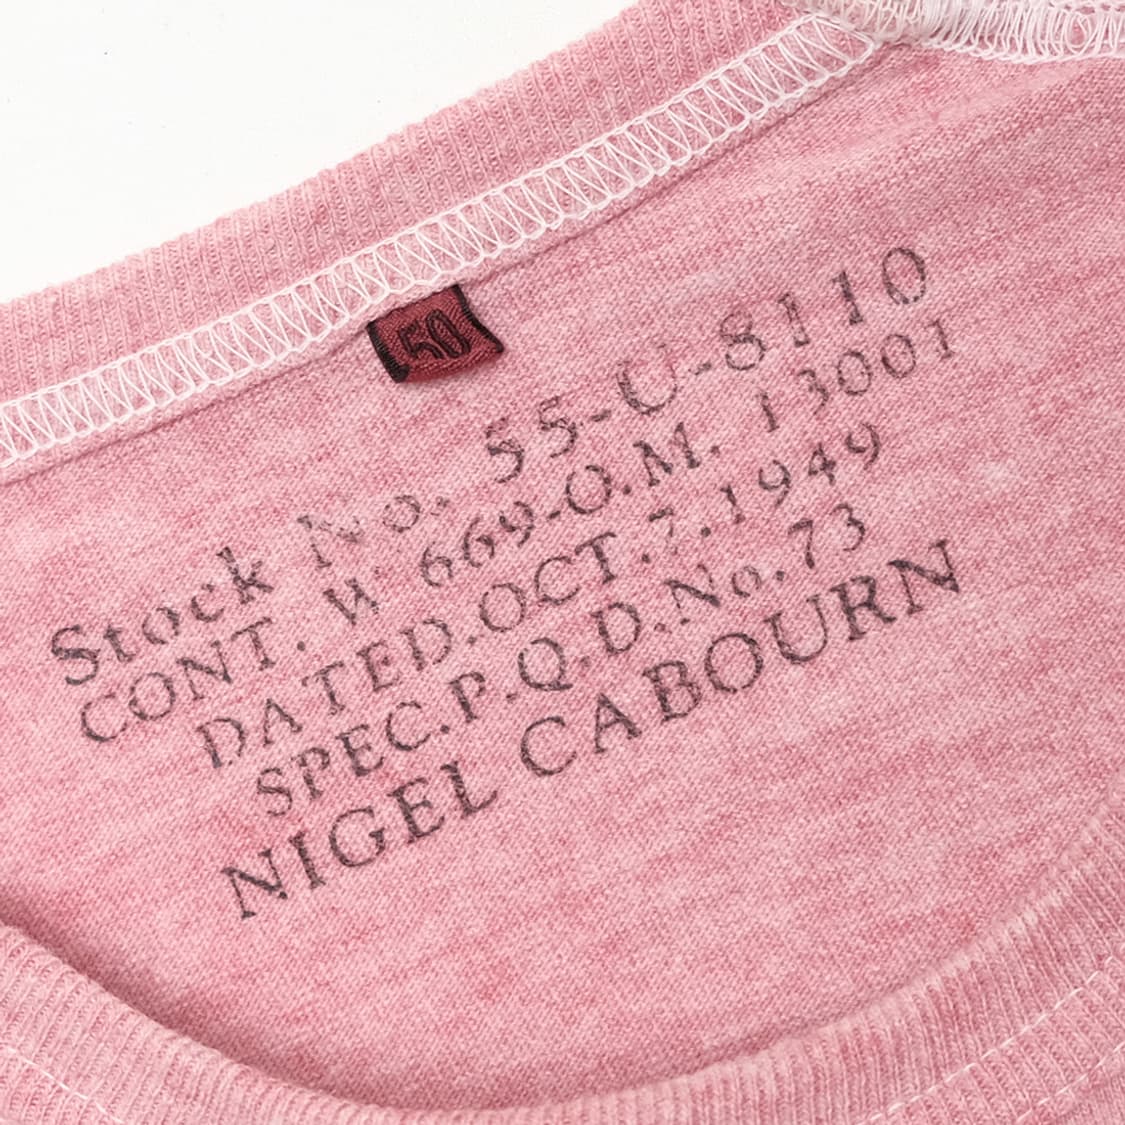 50
Stock No. 55-U-8110
CONT. W 669-O.M. 13001
DATED.OCT.7.1949
SPEC.P.Q.D.No.73
NIGEL CABOURN